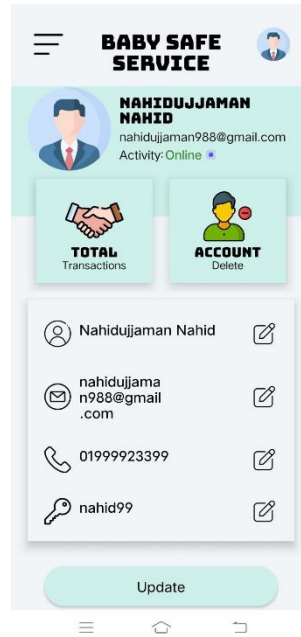 BABY SAFE
SERVICE
NAHIDUJJAMAN
NAHID
nahidujjaman988@gmail.com
Activity: Online
TOTAL
Transactions
ACCOUNT
Delete
Nahidujjaman Nahid
nahidujjama
n988@gmail
.com
01999923399
nahid99
Update